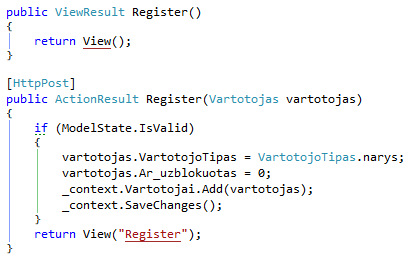 public ViewResult Register()
{
    return View();
}

[HttpPost]
public ActionResult Register(Vartotojas vartotojas)
{
    if (ModelState.IsValid)
    {
        vartotojas.VartotojoTipas = VartotojoTipas.narys;
        vartotojas.Ar_uzblokuotas = 0;
        _context.Vartotojai.Add(vartotojas);
        _context.SaveChanges();
    }
    return View("Register");
}